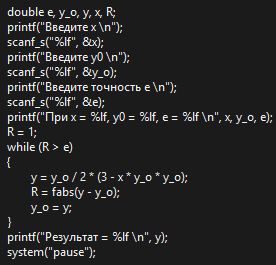 double e, y_o, y, x, R;
printf("Введите x \n");
scanf_s("%lf", &x);
printf("Введите y0 \n");
scanf_s("%lf", &y_o);
printf("Введите точность e \n");
scanf_s("%lf", &e);
printf("При x = %lf, y0 = %lf, e = %lf \n", x, y_o, e);
R = 1;
while (R > e)
{
y = y_o / 2 * (3 - x * y_o * y_o);
R = fabs(y - y_o);
y_o = y;
}
printf("Результат = %lf \n", y);
system("pause");